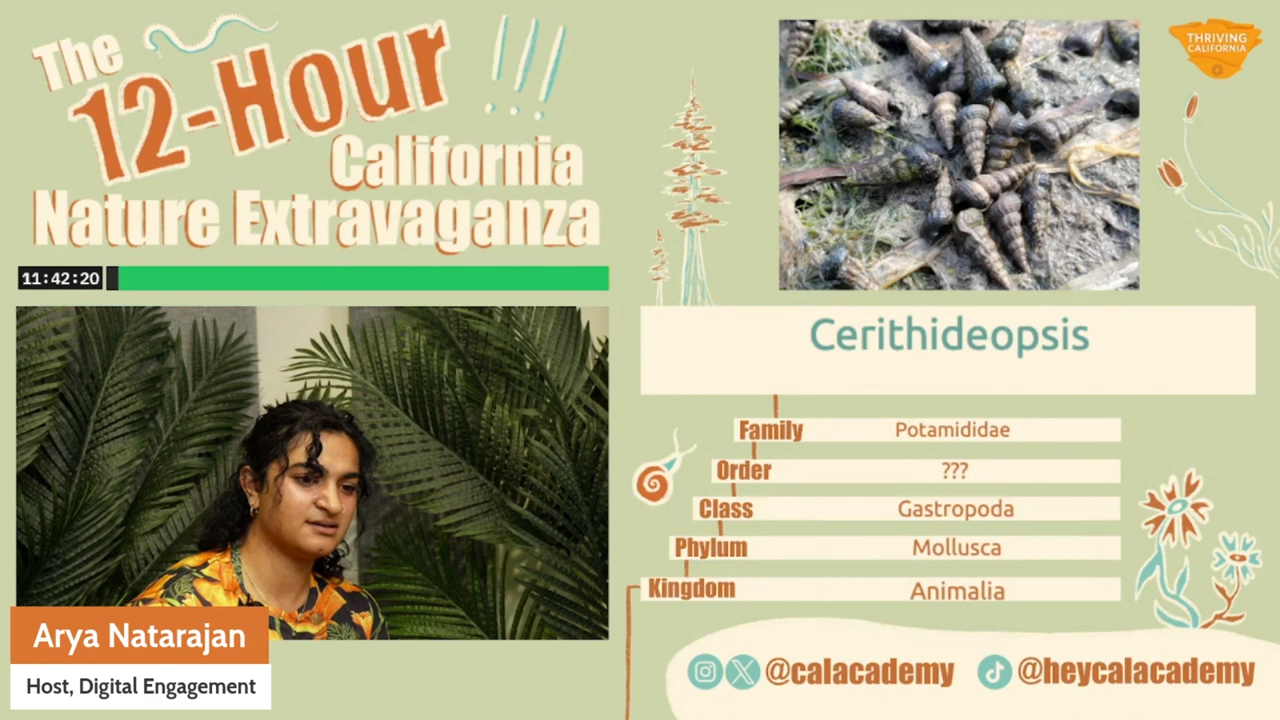 The
12-Hour!!!
California
Nature Extravaganza
11:42:20
THRIVING
CALIFORNIA
Cerithideopsis
Family Potamididae
Order ???
Class Gastropoda
Phylum Mollusca
Kingdom Animalia
Arya Natarajan
Host, Digital Engagement
@calacademy @heycalacademy